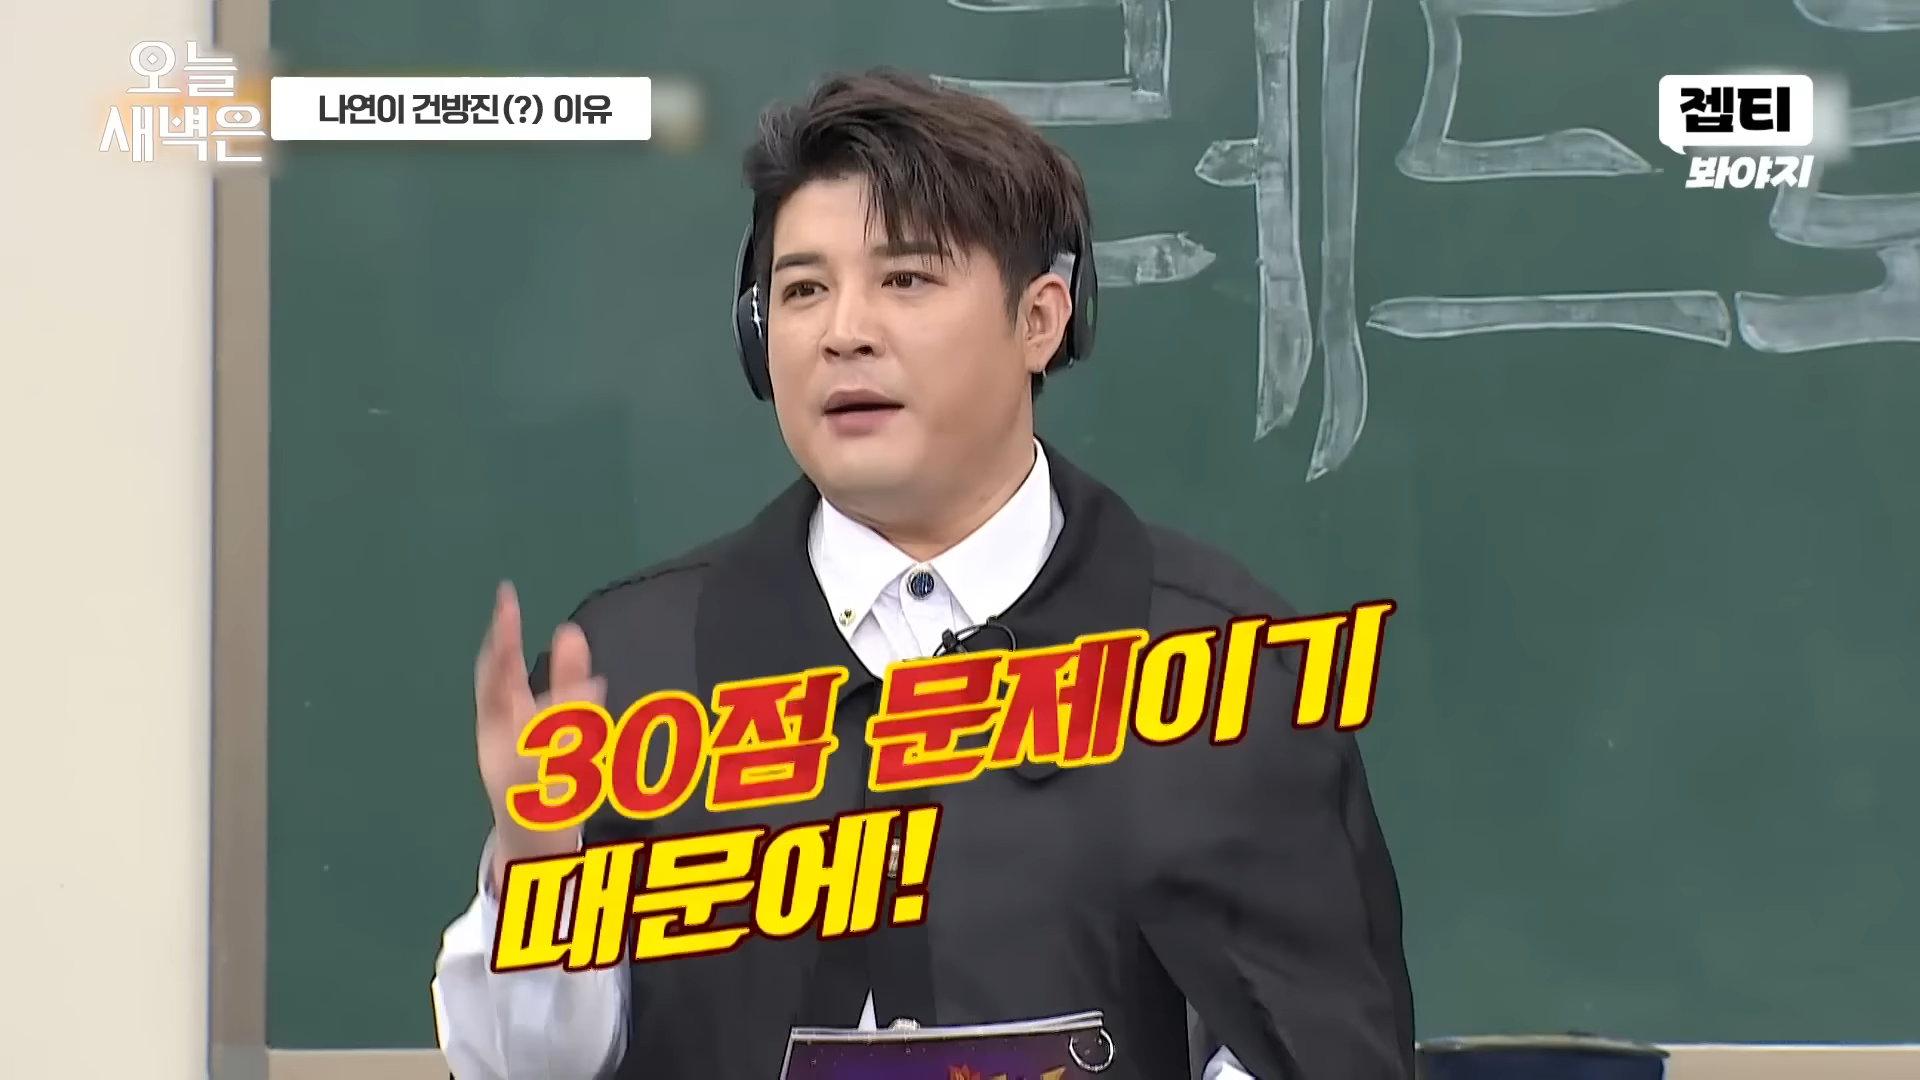 오늘
새벽은
나연이 건방진(?) 이유
젭티
봐야지
30점 문제이기
때문에!